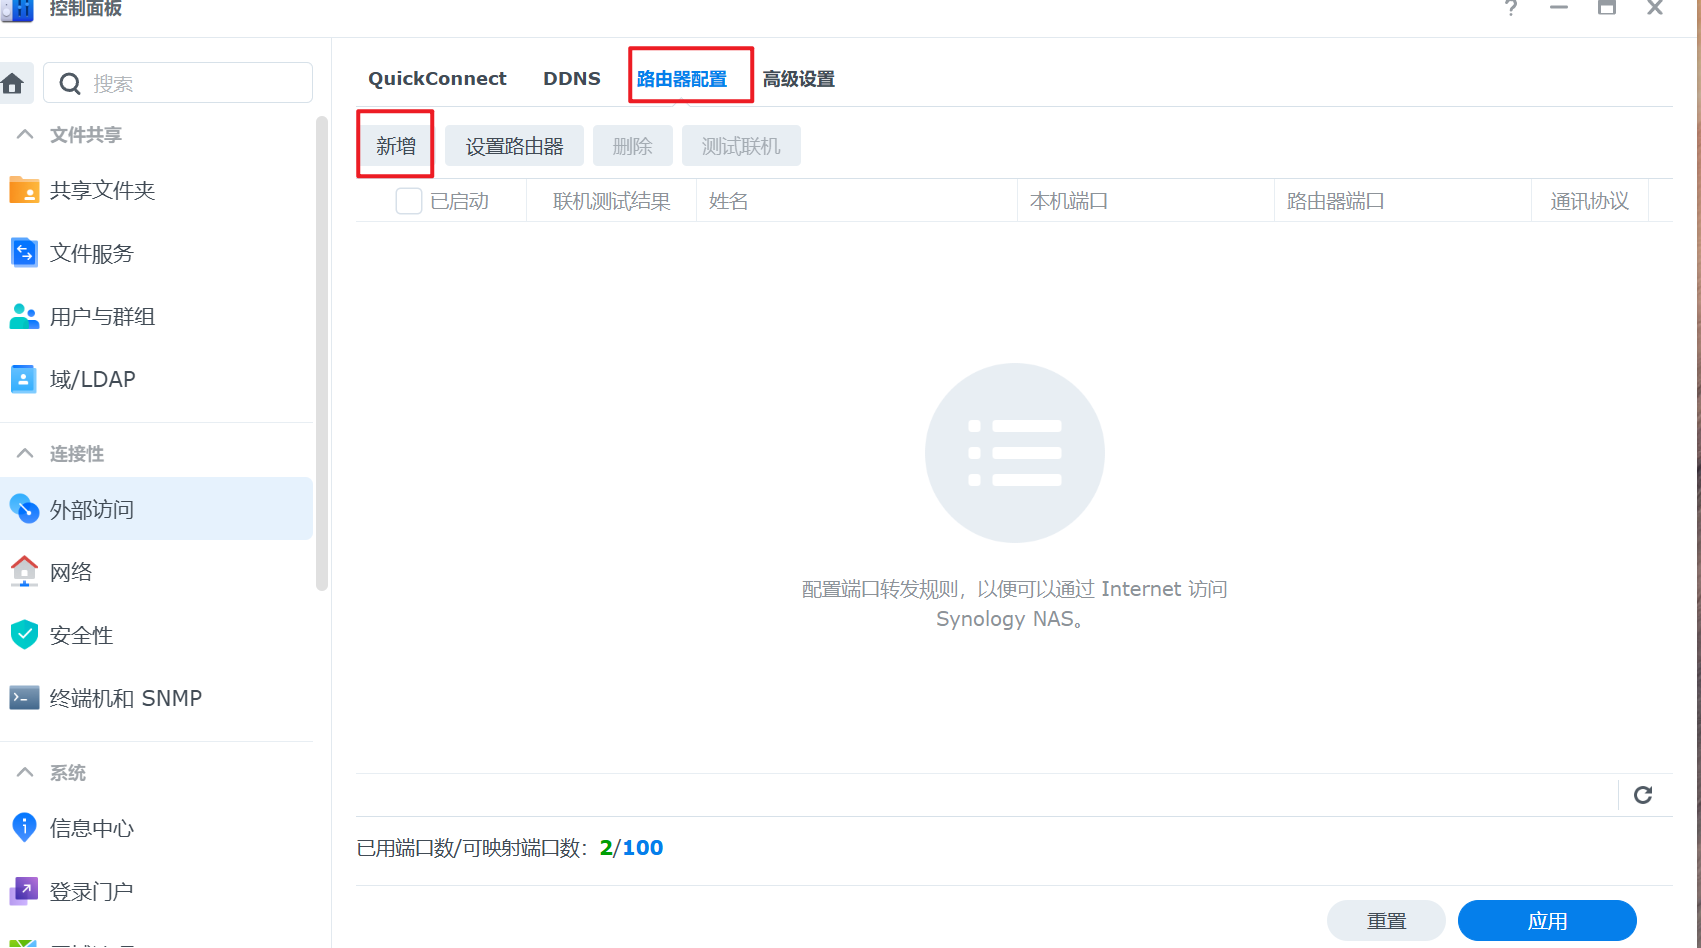 控制面板
搜索
文件共享
共享文件夹
文件服务
用户与群组
域/LDAP
连接性
外部访问
网络
安全性
终端机和 SNMP
系统
信息中心
登录门户
QuickConnect DDNS 路由器配置 高级设置
新增 设置路由器 删除 测试联机
已启动 联机测试结果 姓名 本机端口 路由器端口 通讯协议
配置端口转发规则，以便可以通过 Internet 访问
Synology NAS。
已用端口数/可映射端口数：2/100
重置 应用